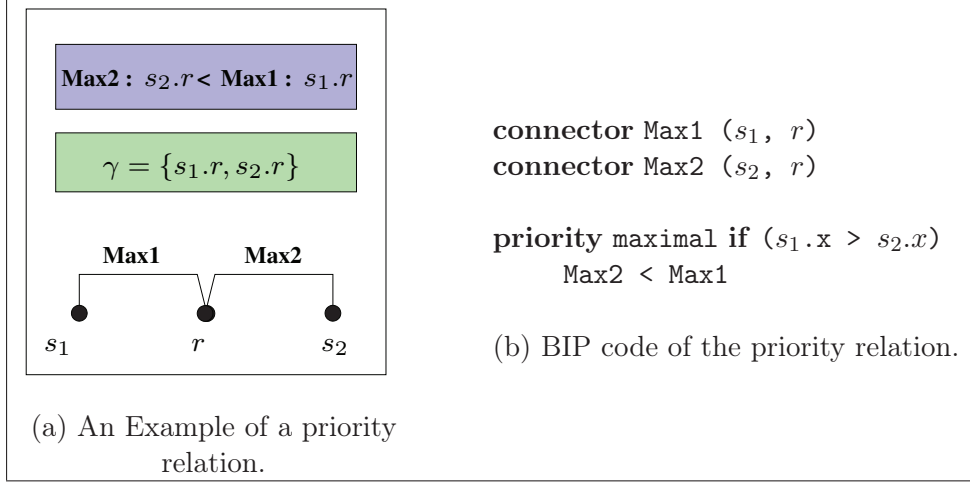 Max2 : s₂.r < Max1 : s₁.r
γ = {s₁.r, s₂.r}
Max1 Max2
s₁ r s₂
(a) An Example of a priority
relation.
connector Max1 (s₁, r)
connector Max2 (s₂, r)
priority maximal if (s₁.x > s₂.x)
Max2 < Max1
(b) BIP code of the priority relation.